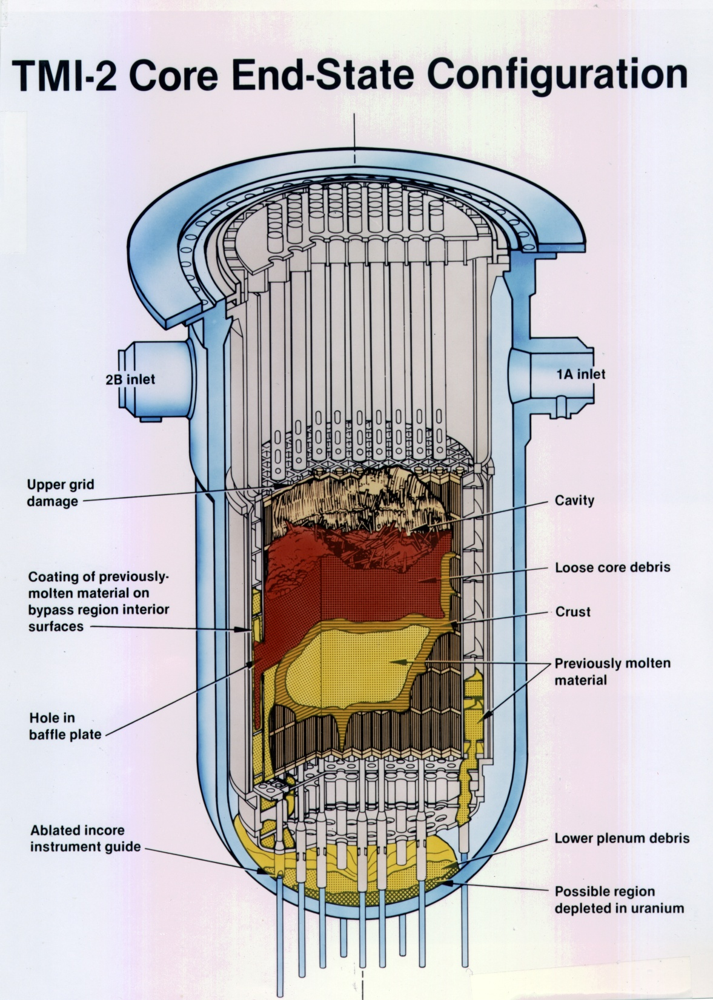 TMI-2 Core End-State Configuration
2B inlet
1A inlet
Upper grid
damage
Cavity
Loose core debris
Coating of previously-
molten material on
bypass region interior
surfaces
Crust
Previously molten
material
Hole in
baffle plate
Ablated incore
instrument guide
Lower plenum debris
Possible region
depleted in uranium